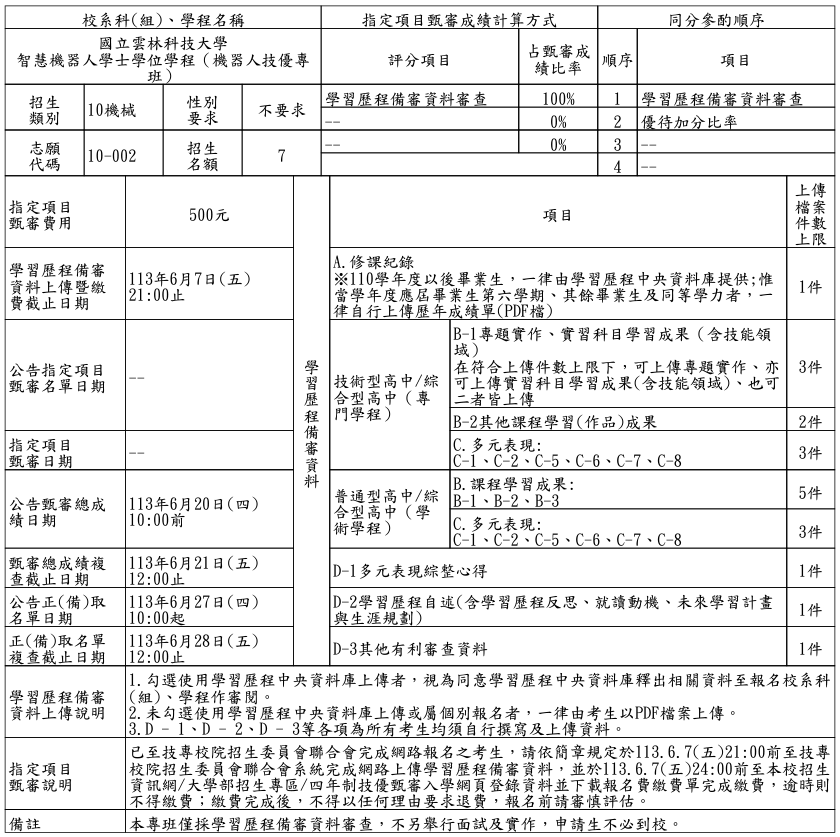 校系科(組)、學程名稱
指定項目甄審成績計算方式
同分參酌順序
國立雲林科技大學
智慧機器人學士學位學程（機器人技優專
班）
評分項目
占甄審成
績比率
順序
項目
招生
類別
10機械
性別
要求
不要求
學習歷程備審資料審查
100%
1
學習歷程備審資料審查
--
0%
2
優待加分比率
志願
代碼
10-002
招生
名額
7
--
0%
3
--
4
--
指定項目
甄審費用
500元
學習歷程備審資料
項目
上傳
檔案
件數
上限
學習歷程備審
資料上傳暨繳
費截止日期
113年6月7日(五)
21:00止
A.修課紀錄
※110學年度以後畢業生，一律由學習歷程中央資料庫提供;惟
當學年度應屆畢業生第六學期、其餘畢業生及同等學力者，一
律自行上傳歷年成績單(PDF檔)
1件
公告指定項目
甄審名單日期
--
技術型高中/綜
合型高中（專
門學程）
B-1專題實作、實習科目學習成果（含技能領
域）
在符合上傳件數上限下，可上傳專題實作、亦
可上傳實習科目學習成果(含技能領域)、也可
二者皆上傳
3件
B-2其他課程學習(作品)成果
2件
指定項目
甄審日期
--
C.多元表現:
C-1、C-2、C-5、C-6、C-7、C-8
3件
公告甄審總成
績日期
113年6月20日(四)
10:00前
普通型高中/綜
合型高中（學
術學程）
B.課程學習成果:
B-1、B-2、B-3
5件
C.多元表現:
C-1、C-2、C-5、C-6、C-7、C-8
3件
甄審總成績複
查截止日期
113年6月21日(五)
12:00止
D-1多元表現綜整心得
1件
公告正(備)取
名單日期
113年6月27日(四)
10:00起
D-2學習歷程自述(含學習歷程反思、就讀動機、未來學習計畫
與生涯規劃)
1件
正(備)取名單
複查截止日期
113年6月28日(五)
12:00止
D-3其他有利審查資料
1件
學習歷程備審
資料上傳說明
1.勾選使用學習歷程中央資料庫上傳者，視為同意學習歷程中央資料庫釋出相關資料至報名校系科
(組)、學程作審閱。
2.未勾選使用學習歷程中央資料庫上傳或屬個別報名者，一律由考生以PDF檔案上傳。
3.D－1、D－2、D－3等各項為所有考生均須自行撰寫及上傳資料。
指定項目
甄審說明
已至技專校院招生委員會聯合會完成網路報名之考生，請依簡章規定於113.6.7(五)21:00前至技專
校院招生委員會聯合會系統完成網路上傳學習歷程備審資料，並於113.6.7(五)24:00前至本校招生
資訊網/大學部招生專區/四年制技優甄審入學網頁登錄資料並下載報名費繳費單完成繳費，逾時則
不得繳費；繳費完成後，不得以任何理由要求退費，報名前請審慎評估。
備註
本專班僅採學習歷程備審資料審查，不另舉行面試及實作，申請生不必到校。